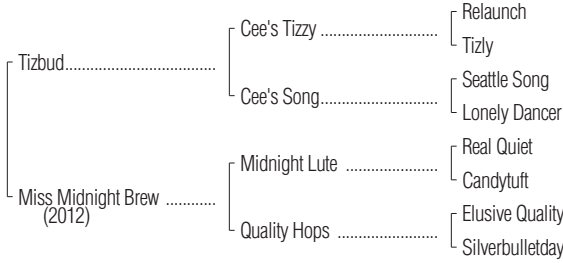 Relaunch
Cee's Tizzy ......................
Tizly
Tizbud............................
Seattle Song
Cee's Song......................
Lonely Dancer
Real Quiet
Midnight Lute .................
Candytuft
Miss Midnight Brew ..........
(2012)
Elusive Quality
Quality Hops ..................
Silverbulletday